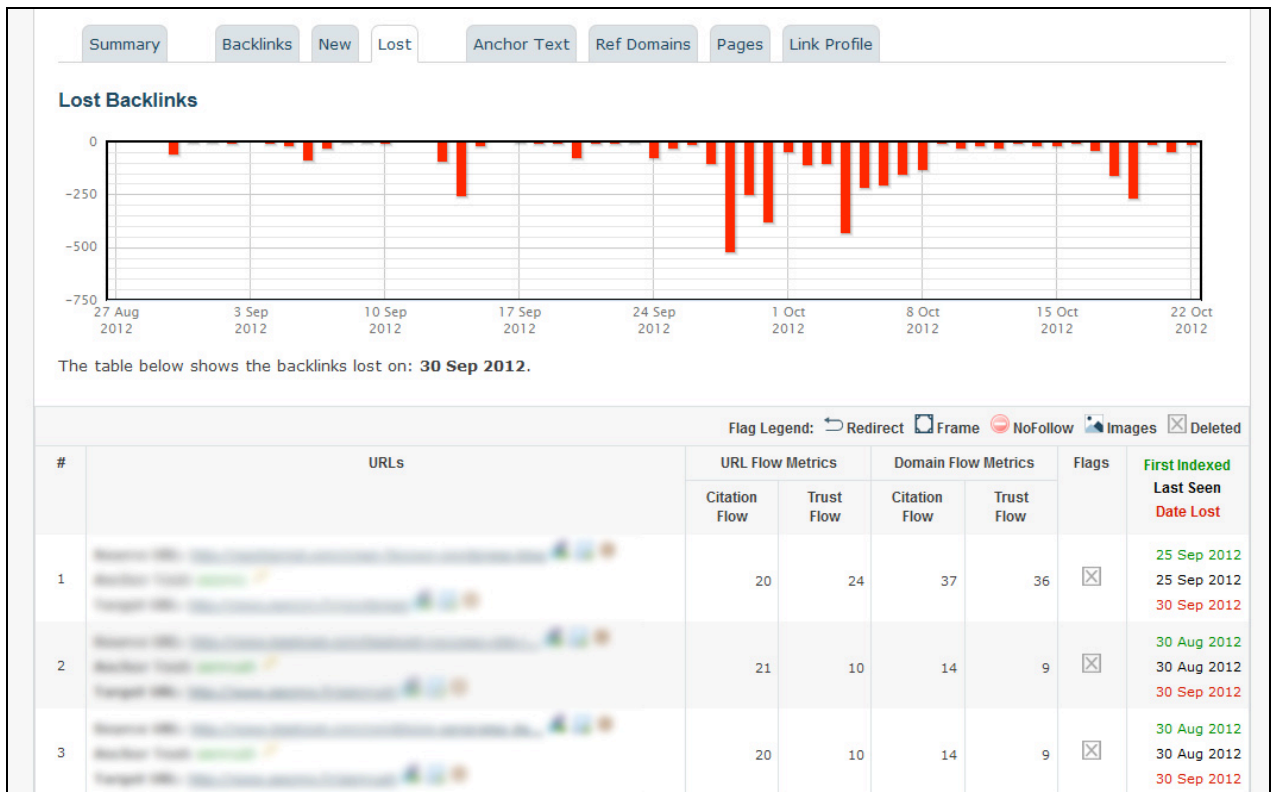 Summary Backlinks New Lost Anchor Text Ref Domains Pages Link Profile
Lost Backlinks
0
-250
-500
-750
27 Aug 2012 3 Sep 2012 10 Sep 2012 17 Sep 2012 24 Sep 2012 1 Oct 2012 8 Oct 2012 15 Oct 2012 22 Oct 2012
The table below shows the backlinks lost on: 30 Sep 2012.
Flag Legend: Redirect Frame NoFollow Images Deleted
# URLs URL Flow Metrics Domain Flow Metrics Flags First Indexed
Last Seen
Date Lost
Citation Flow Trust Flow Citation Flow Trust Flow
25 Sep 2012
1 20 24 37 36 25 Sep 2012
30 Sep 2012
30 Aug 2012
2 21 10 14 9 30 Aug 2012
30 Sep 2012
30 Aug 2012
3 20 10 14 9 30 Aug 2012
30 Sep 2012